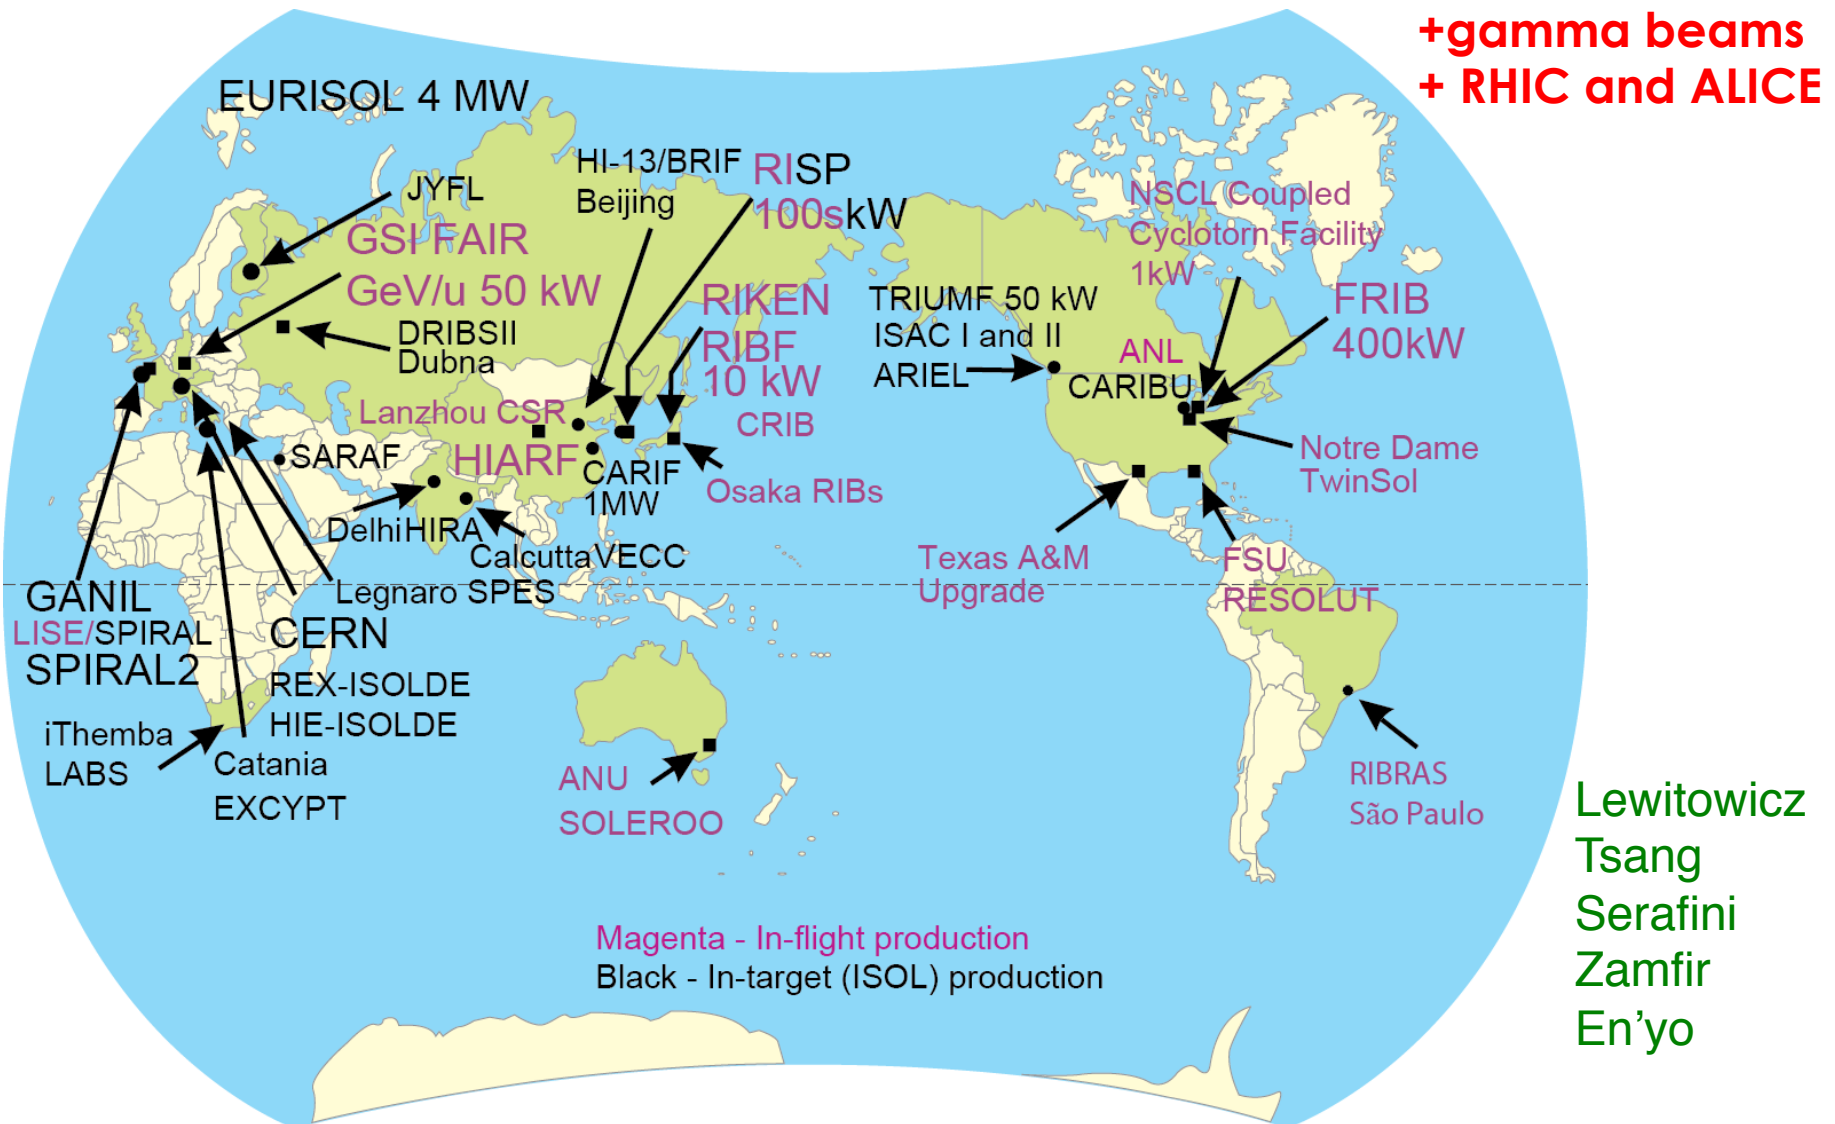 +gamma beams
+ RHIC and ALICE
EURISOL 4 MW
HI-13/BRIF
Beijing
RISP
100skW
JYFL
GSI FAIR
GeV/u 50 kW
NSCL Coupled
Cyclotorn Facility
1kW
DRIBSII
Dubna
RIKEN
RIBF
10 kW
CRIB
TRIUMF 50 kW
ISAC I and II
ARIEL
FRIB
400kW
ANL
CARIBU
Lanzhou CSR
HIARF
SARAF
CARIF
1MW
Osaka RIBs
Notre Dame
TwinSol
DelhiHIRA
CalcuttaVECC
Texas A&M
Upgrade
FSU
RESOLUT
Legnaro SPES
GANIL
LISE/SPIRAL
SPIRAL2
CERN
REX-ISOLDE
HIE-ISOLDE
iThemba
LABS
Catania
EXCYPT
ANU
SOLEROO
RIBRAS
São Paulo
Lewitowicz
Tsang
Serafini
Zamfir
En’yo
Magenta - In-flight production
Black - In-target (ISOL) production